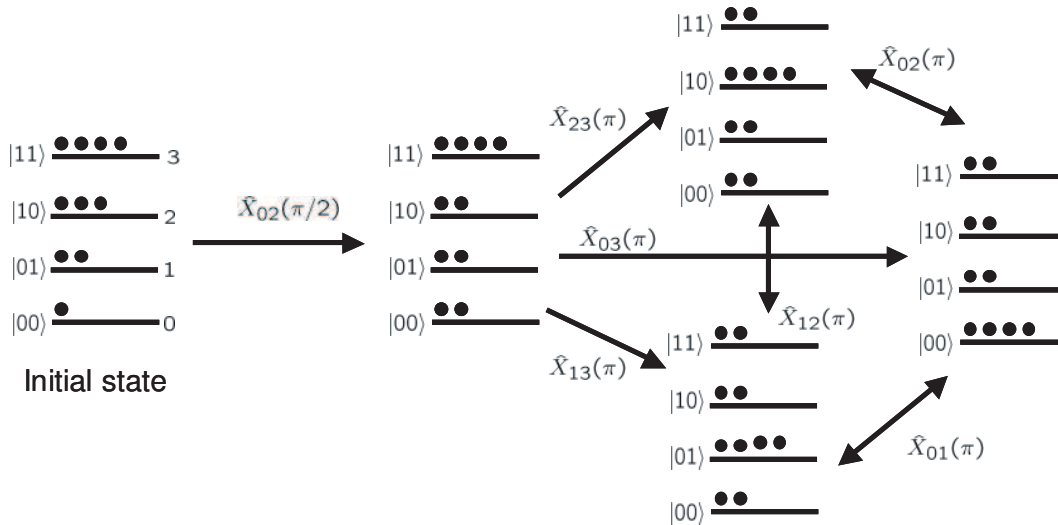 |11⟩ 3
|10⟩ 2
|01⟩ 1
|00⟩ 0
Initial state
X̂₀₂(π/2)
|11⟩
|10⟩
|01⟩
|00⟩
X̂₂₃(π)
X̂₀₃(π)
X̂₁₃(π)
|11⟩
|10⟩
|01⟩
|00⟩
X̂₁₂(π)
|11⟩
|10⟩
|01⟩
|00⟩
X̂₀₂(π)
X̂₀₁(π)
|11⟩
|10⟩
|01⟩
|00⟩